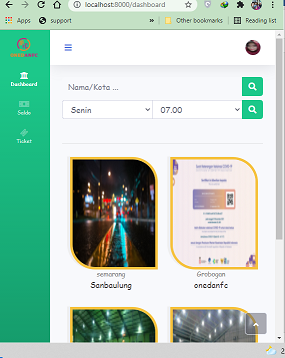 localhost:8000/dashboard
Apps
support
»
Other bookmarks
Reading list
Dashboard
Saldo
Ticket
Nama/Kota ...
Senin
07.00
semarang
Sanbaulung
Grobogan
onedanfc
2